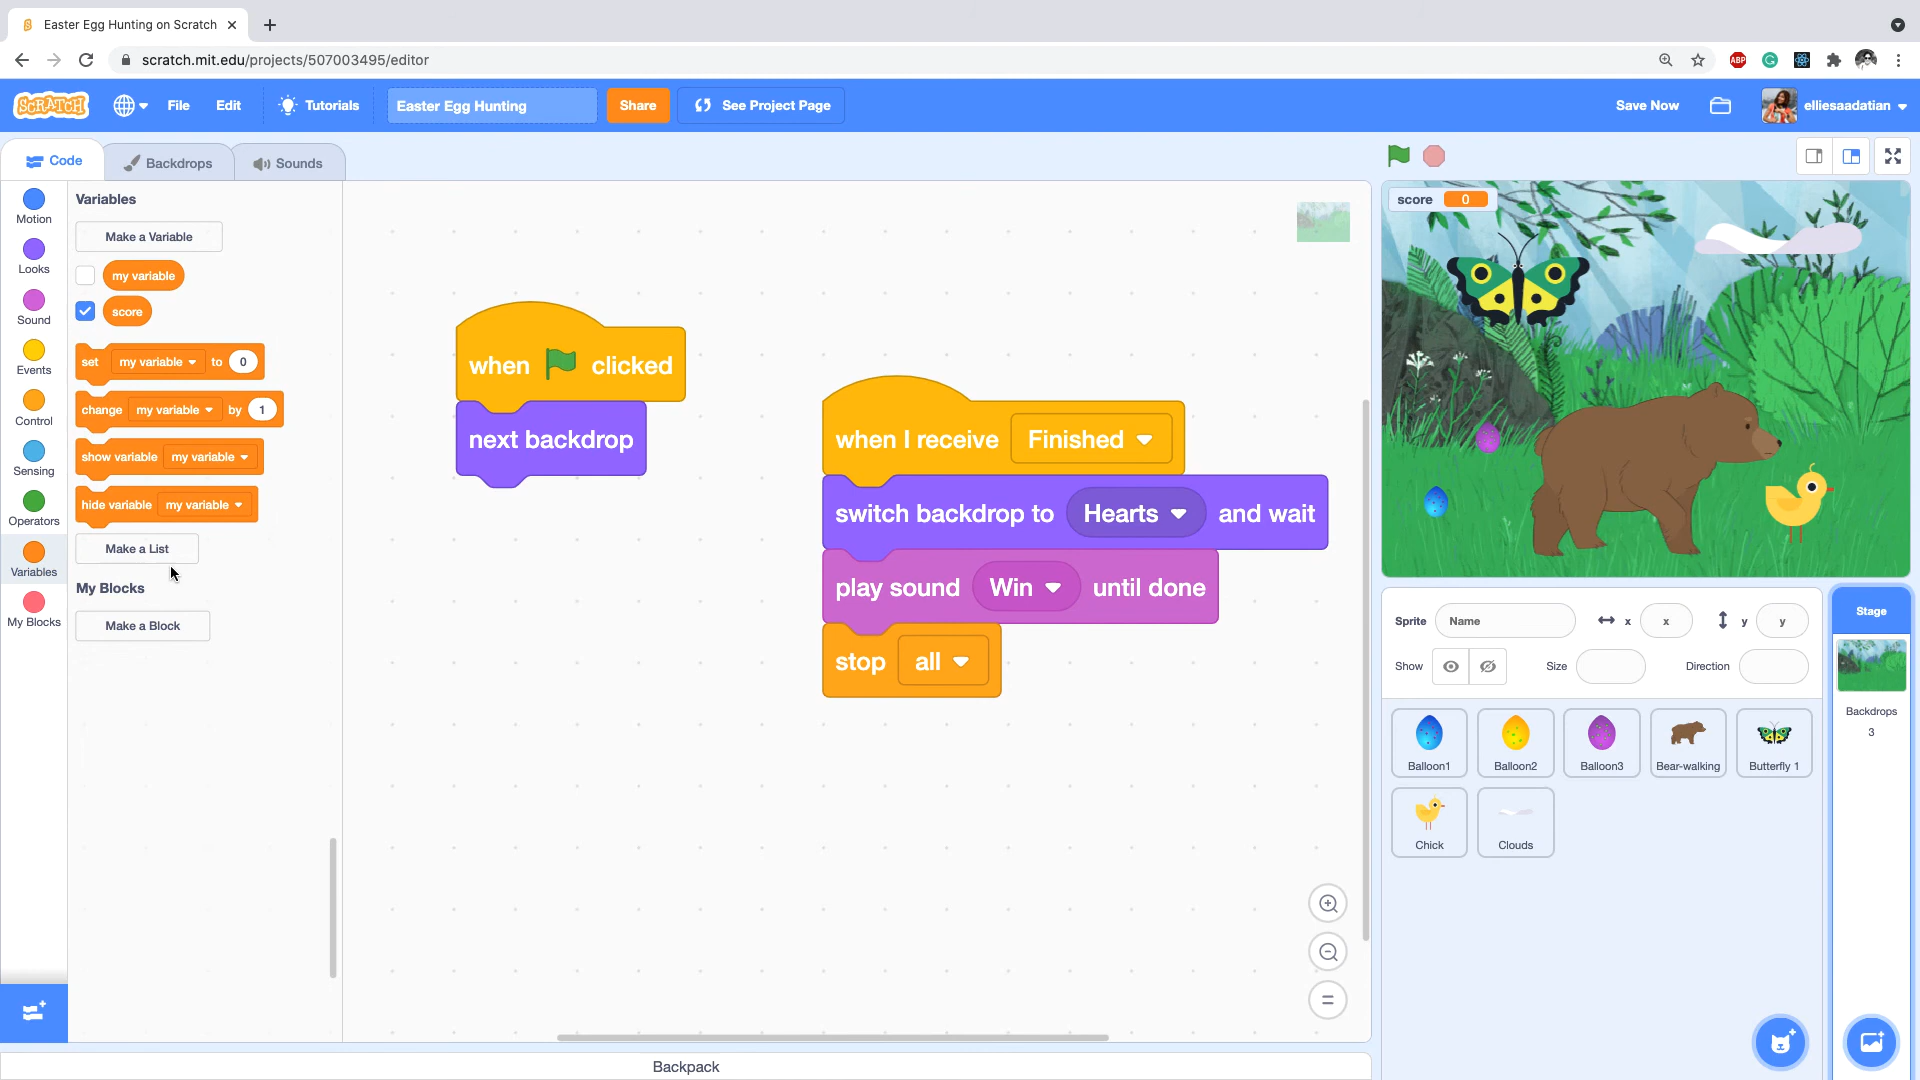 Easter Egg Hunting on Scratch
scratch.mit.edu/projects/507003495/editor
ABP
SCRATCH
File
Edit
Tutorials
Easter Egg Hunting
Share
See Project Page
Save Now
elliesaadatian
Code
Backdrops
Sounds
Motion
Looks
Sound
Events
Control
Sensing
Operators
Variables
My Blocks
Variables
Make a Variable
my variable
score
set my variable to 0
change my variable by 1
show variable my variable
hide variable my variable
Make a List
My Blocks
Make a Block
when clicked
next backdrop
when I receive Finished
switch backdrop to Hearts and wait
play sound Win until done
stop all
Backpack
score 0
Sprite Name x x y y
Show Size Direction
Balloon1
Balloon2
Balloon3
Bear-walking
Butterfly 1
Chick
Clouds
Stage
Backdrops
3